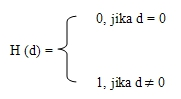 0, jika d = 0
H (d) =
1, jika d ≠ 0